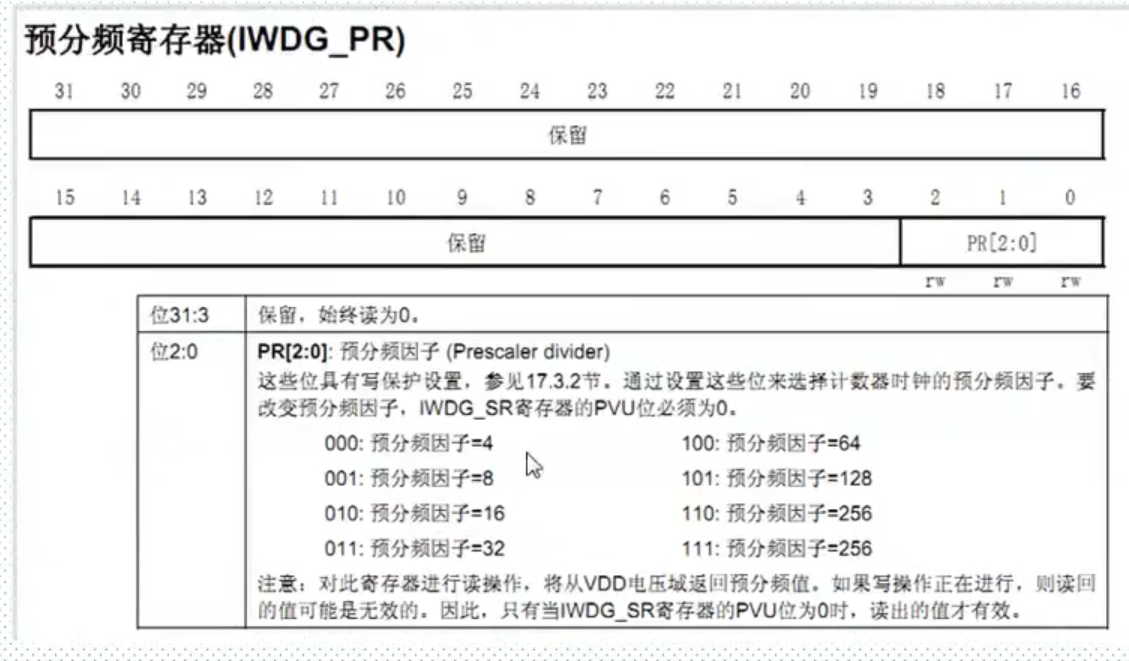 预分频寄存器(IWDG_PR)
31 30 29 28 27 26 25 24 23 22 21 20 19 18 17 16
保留
15 14 13 12 11 10 9 8 7 6 5 4 3 2 1 0
保留 PR[2:0]
rw rw rw
位31:3 保留，始终读为0。
位2:0 PR[2:0]: 预分频因子 (Prescaler divider)
这些位具有写保护设置，参见17.3.2节。通过设置这些位来选择计数器时钟的预分频因子。要
改变预分频因子，IWDG_SR寄存器的PVU位必须为0。
000: 预分频因子=4 100: 预分频因子=64
001: 预分频因子=8 101: 预分频因子=128
010: 预分频因子=16 110: 预分频因子=256
011: 预分频因子=32 111: 预分频因子=256
注意：对此寄存器进行读操作，将从VDD电压域返回预分频值。如果写操作正在进行，则读回
的值可能是无效的。因此，只有当IWDG_SR寄存器的PVU位为0时，读出的值才有效。